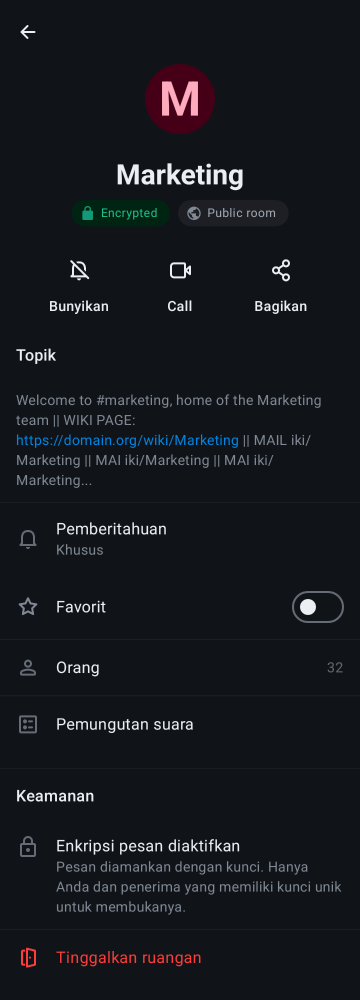 M
Marketing
Encrypted
Public room
Bunyikan
Call
Bagikan
Topik
Welcome to #marketing, home of the Marketing
team || WIKI PAGE:
https://domain.org/wiki/Marketing || MAIL iki/
Marketing || MAI iki/Marketing || MAI iki/
Marketing...
Pemberitahuan
Khusus
Favorit
Orang 32
Pemungutan suara
Keamanan
Enkripsi pesan diaktifkan
Pesan diamankan dengan kunci. Hanya
Anda dan penerima yang memiliki kunci unik
untuk membukanya.
Tinggalkan ruangan